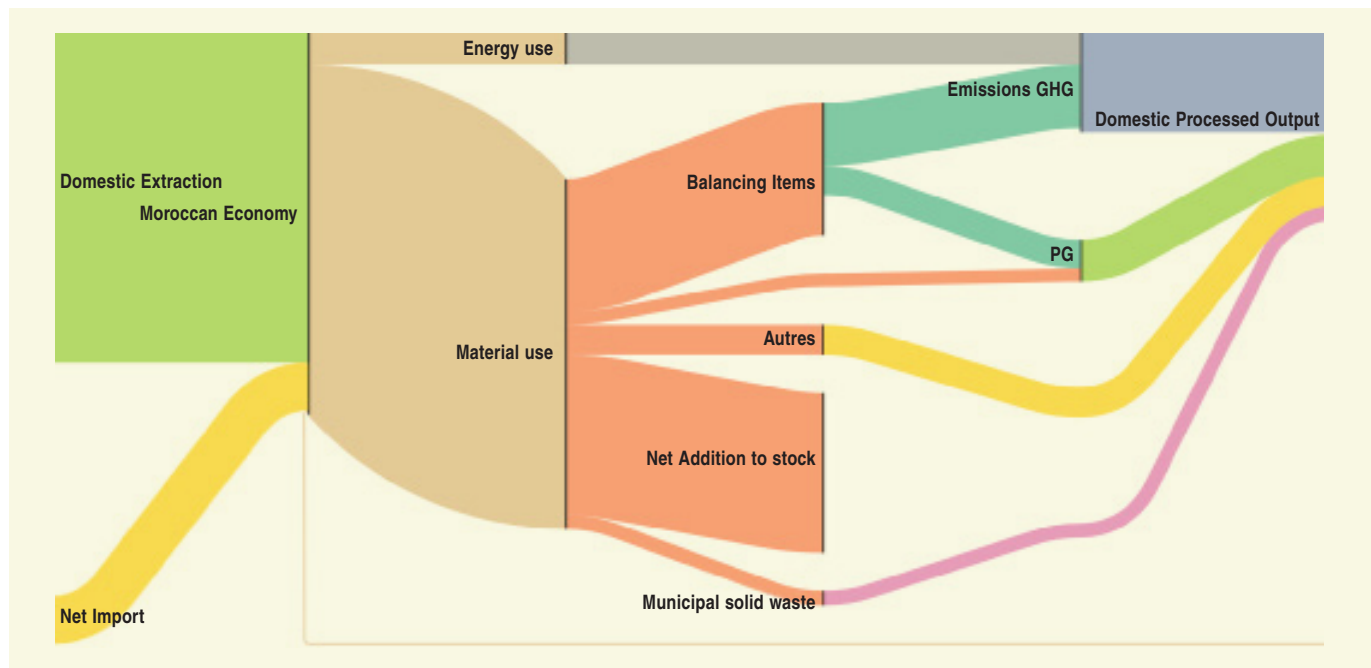 Energy use
Emissions GHG
Domestic Processed Output
Domestic Extraction
Balancing Items
Moroccan Economy
PG
Autres
Material use
Net Addition to stock
Municipal solid waste
Net Import